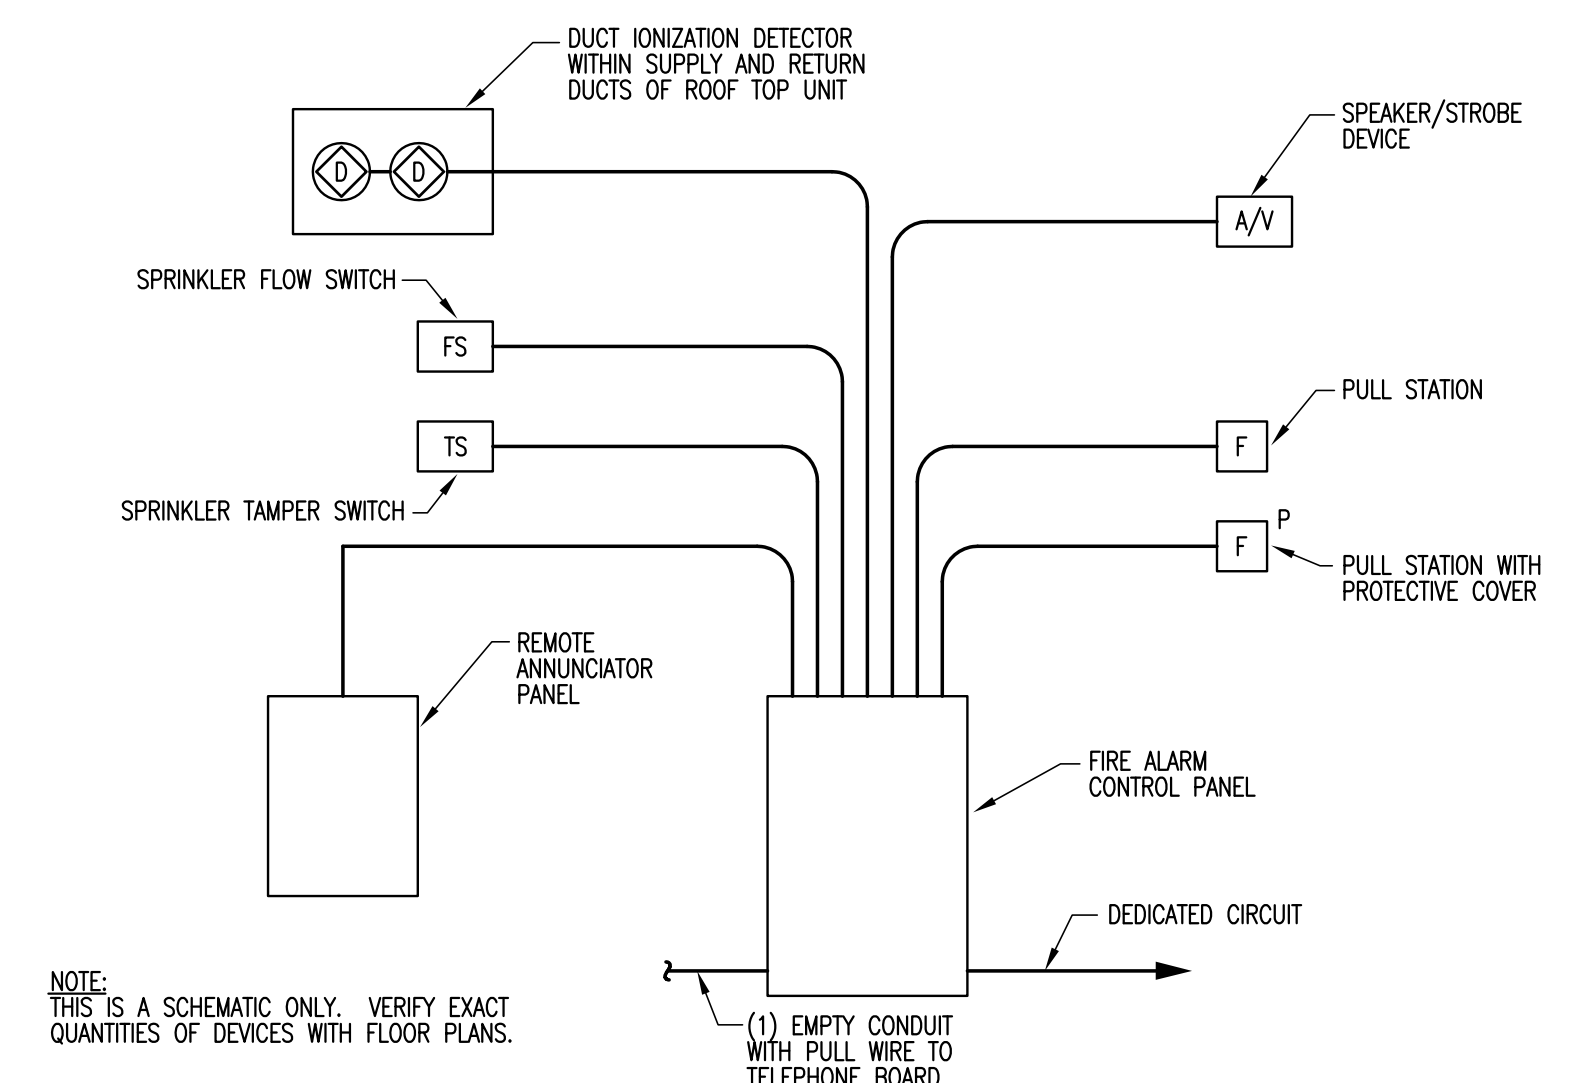 DUCT IONIZATION DETECTOR
WITHIN SUPPLY AND RETURN
DUCTS OF ROOF TOP UNIT
SPEAKER/STROBE
DEVICE
D
D
A/V
SPRINKLER FLOW SWITCH
FS
PULL STATION
TS
F
SPRINKLER TAMPER SWITCH
P
F
PULL STATION WITH
PROTECTIVE COVER
REMOTE
ANNUNCIATOR
PANEL
FIRE ALARM
CONTROL PANEL
DEDICATED CIRCUIT
NOTE:
THIS IS A SCHEMATIC ONLY. VERIFY EXACT
QUANTITIES OF DEVICES WITH FLOOR PLANS.
(1) EMPTY CONDUIT
WITH PULL WIRE TO
TELEPHONE BOARD